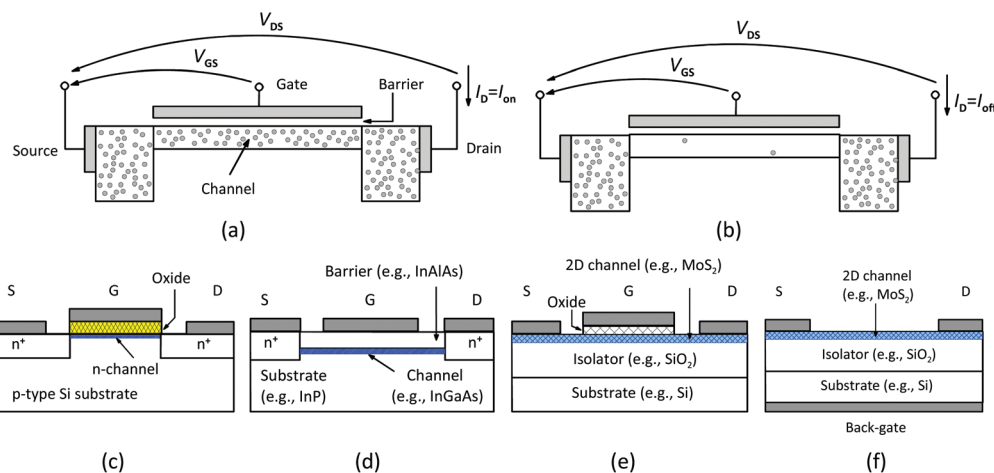 V_DS
V_GS
Gate
Barrier
I_D=I_on
Source
Drain
Channel
(a)
V_DS
V_GS
I_D=I_off
(b)
S
G
Oxide
D
n⁺
n⁺
n-channel
p-type Si substrate
(c)
Barrier (e.g., InAlAs)
S
G
D
n⁺
n⁺
Substrate
(e.g., InP)
Channel
(e.g., InGaAs)
(d)
2D channel (e.g., MoS₂)
S
G
D
Oxide
Isolator (e.g., SiO₂)
Substrate (e.g., Si)
(e)
2D channel
(e.g., MoS₂)
S
D
Isolator (e.g., SiO₂)
Substrate (e.g., Si)
Back-gate
(f)